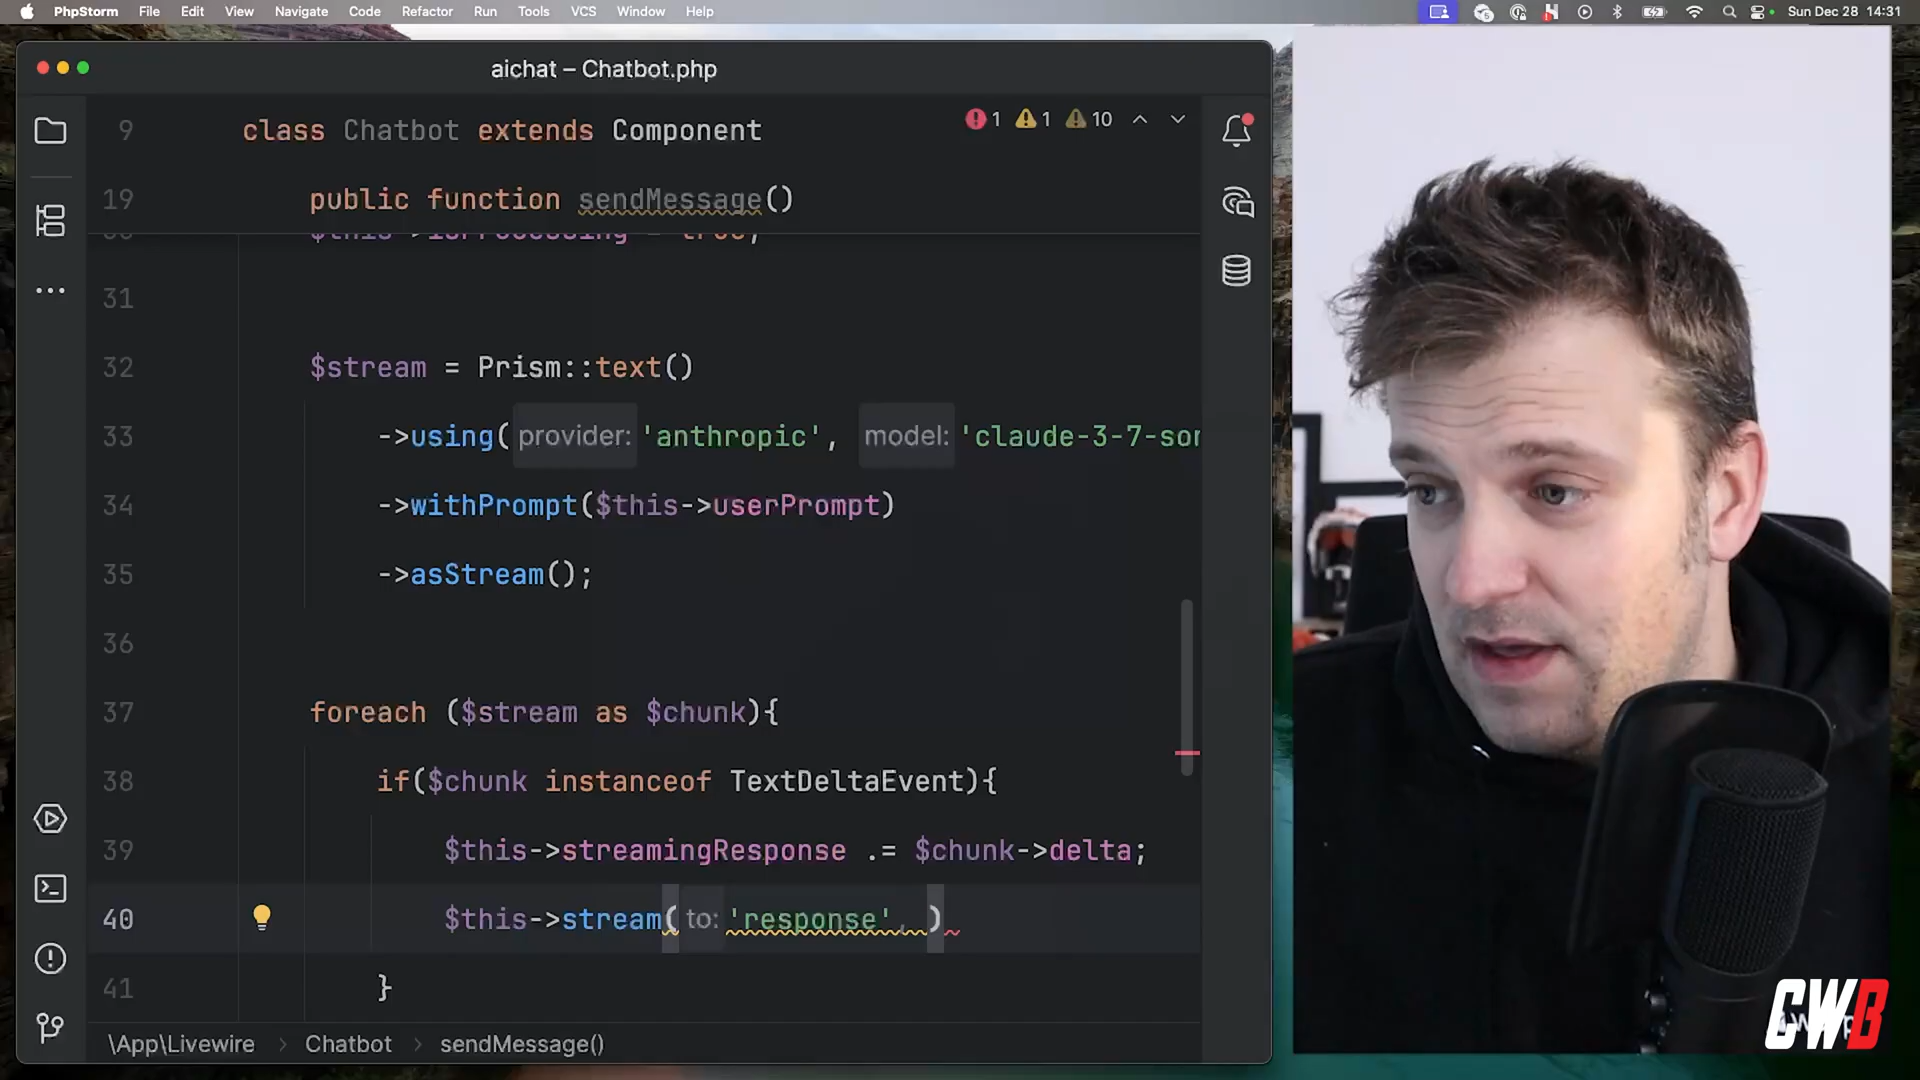 PhpStorm File Edit View Navigate Code Refactor Run Tools VCS Window Help Sun Dec 28 14:31
aichat – Chatbot.php
9 class Chatbot extends Component 1 1 10
19 public function sendMessage()
$this->isProcessing = true;
31
32 $stream = Prism::text()
33 ->using( provider: 'anthropic', model: 'claude-3-7-son
34 ->withPrompt($this->userPrompt)
35 ->asStream();
36
37 foreach ($stream as $chunk){
38 if($chunk instanceof TextDeltaEvent){
39 $this->streamingResponse .= $chunk->delta;
40 $this->stream( to: 'response', )
41 }
\App\Livewire > Chatbot > sendMessage()
CWB